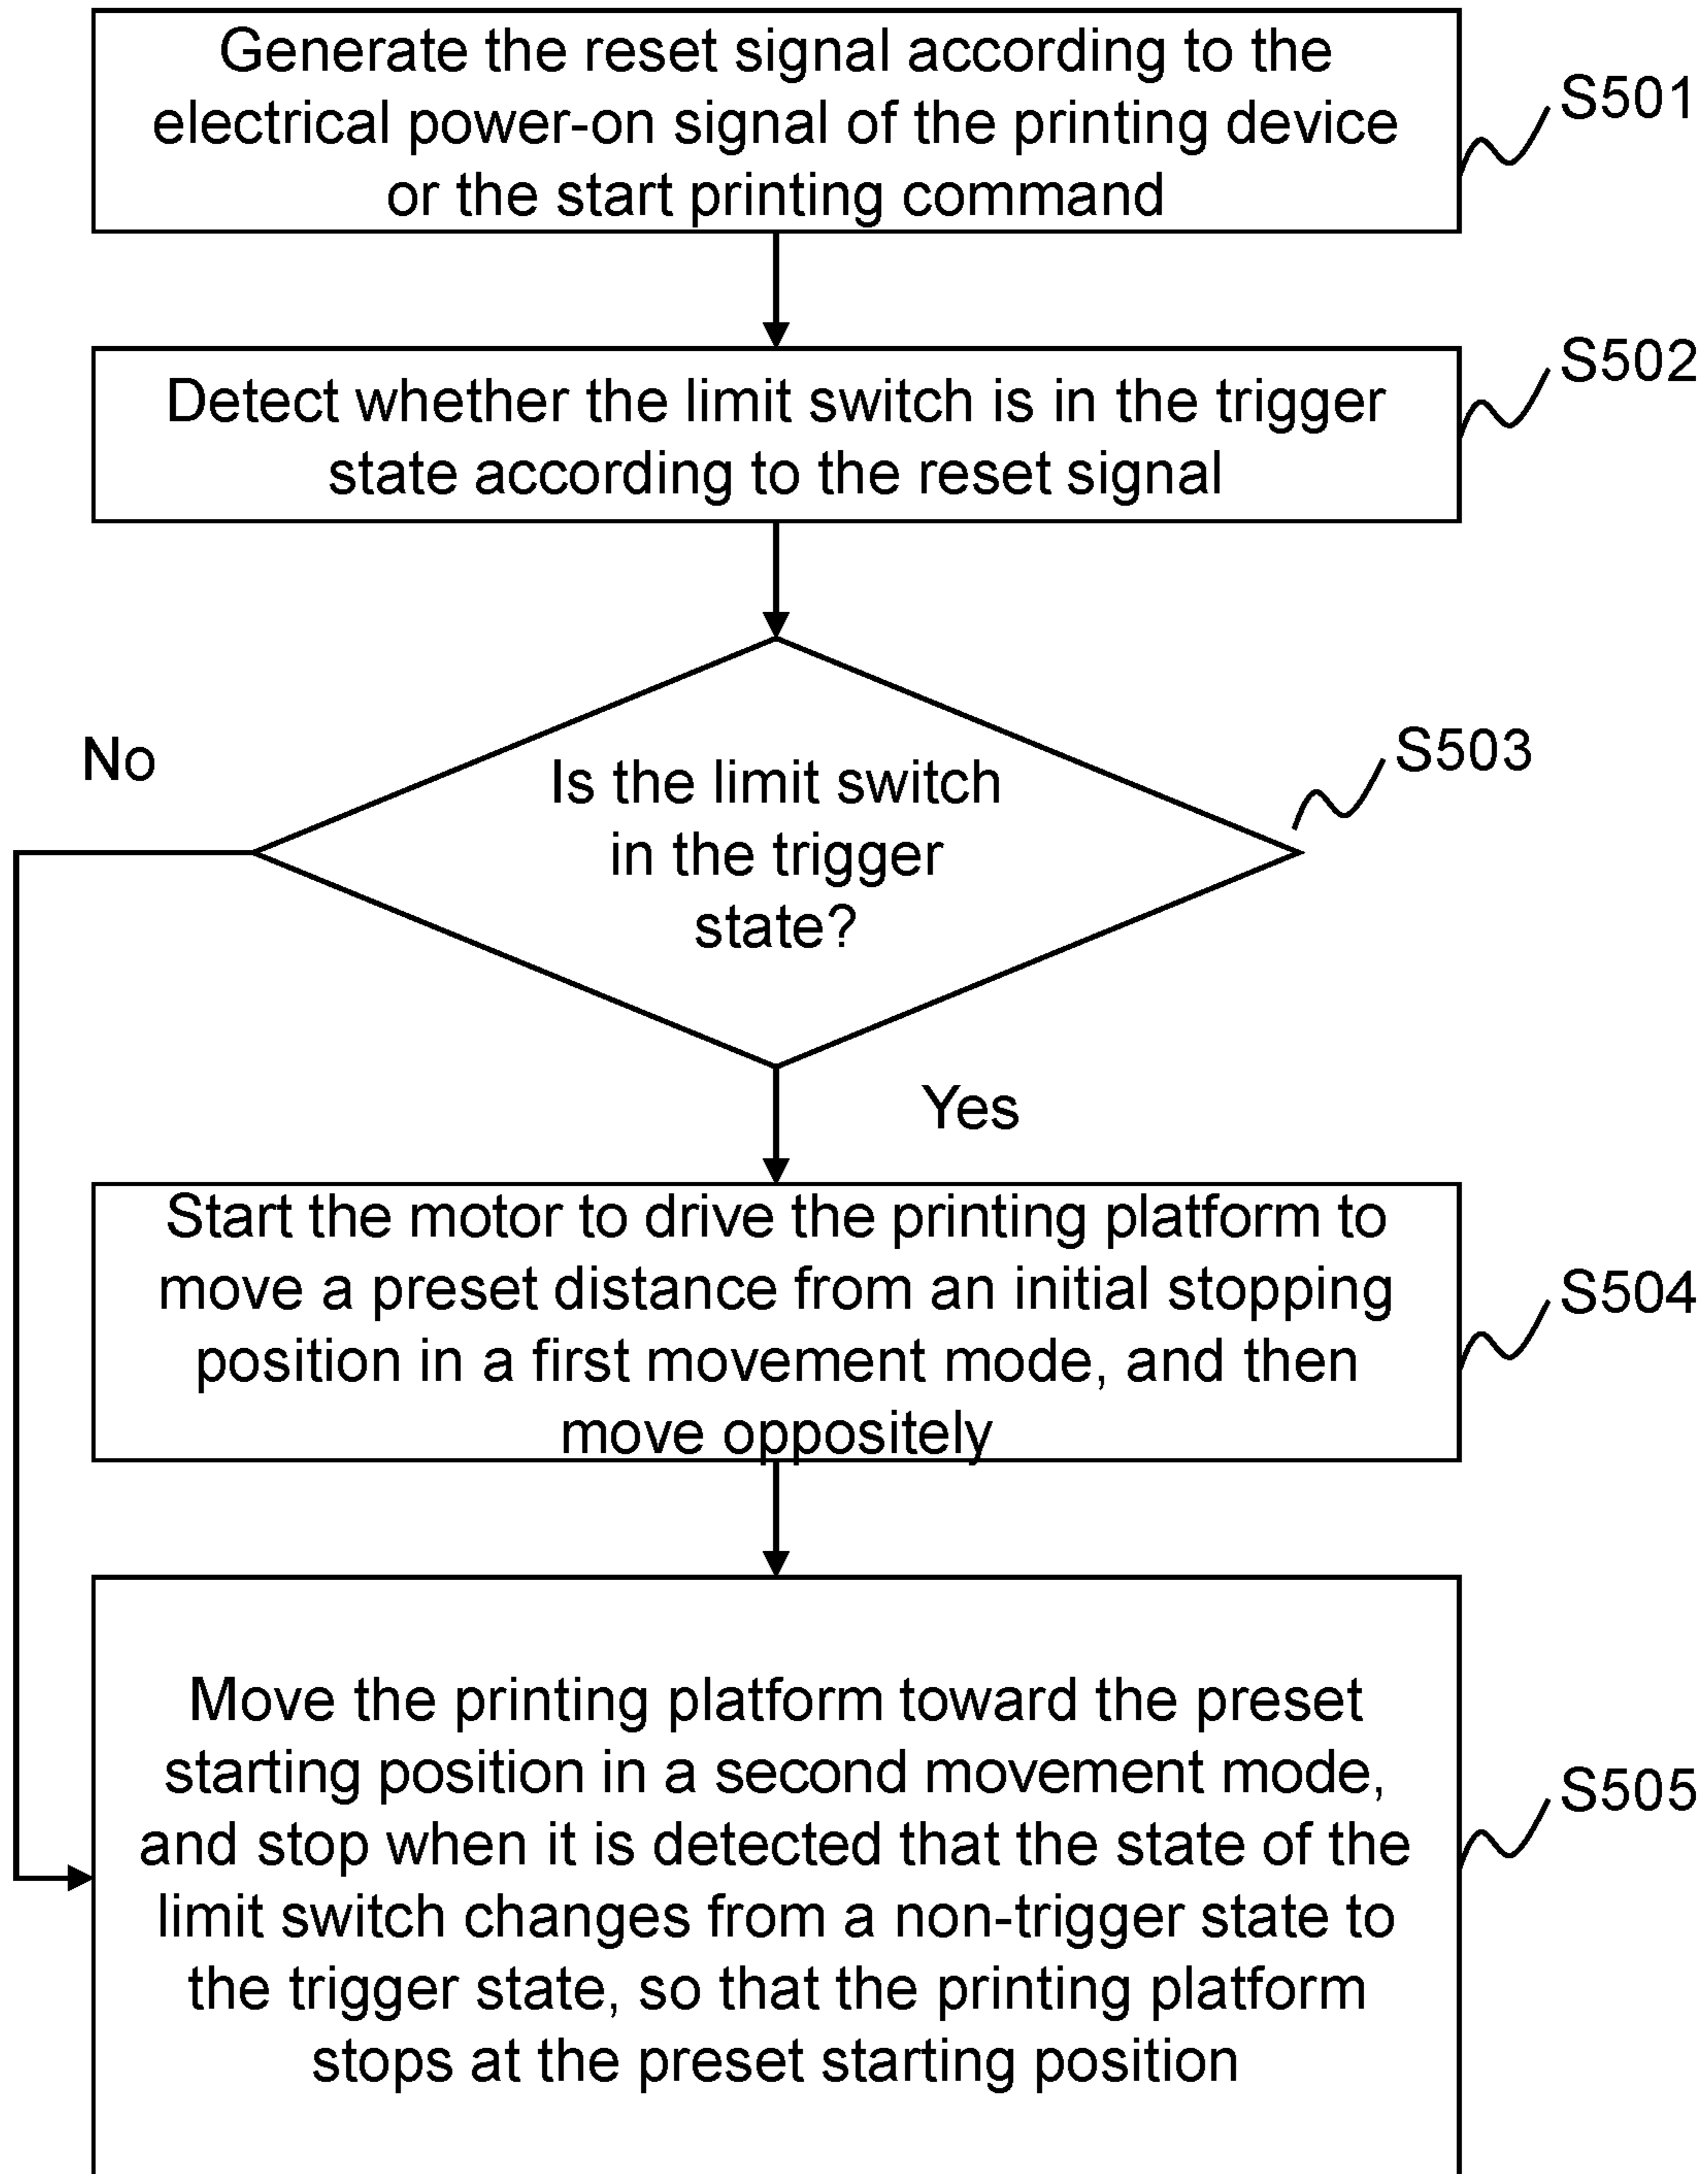 Generate the reset signal according to the
electrical power-on signal of the printing device
or the start printing command
S501
Detect whether the limit switch is in the trigger
state according to the reset signal
S502
No
Is the limit switch
in the trigger
state?
S503
Yes
Start the motor to drive the printing platform to
move a preset distance from an initial stopping
position in a first movement mode, and then
move oppositely
S504
Move the printing platform toward the preset
starting position in a second movement mode,
and stop when it is detected that the state of the
limit switch changes from a non-trigger state to
the trigger state, so that the printing platform
stops at the preset starting position
S505